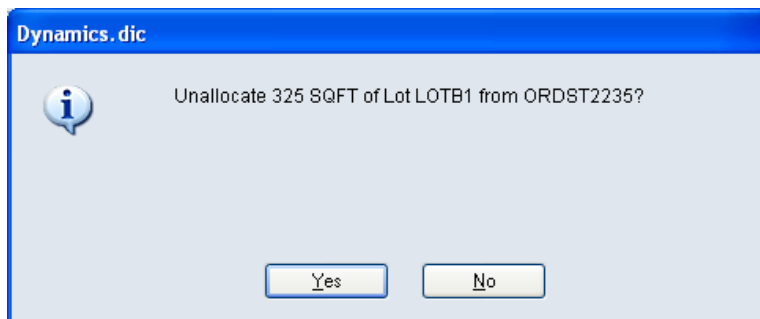 Dynamics.dic
Unallocate 325 SQFT of Lot LOTB1 from ORDST2235?
Yes
No